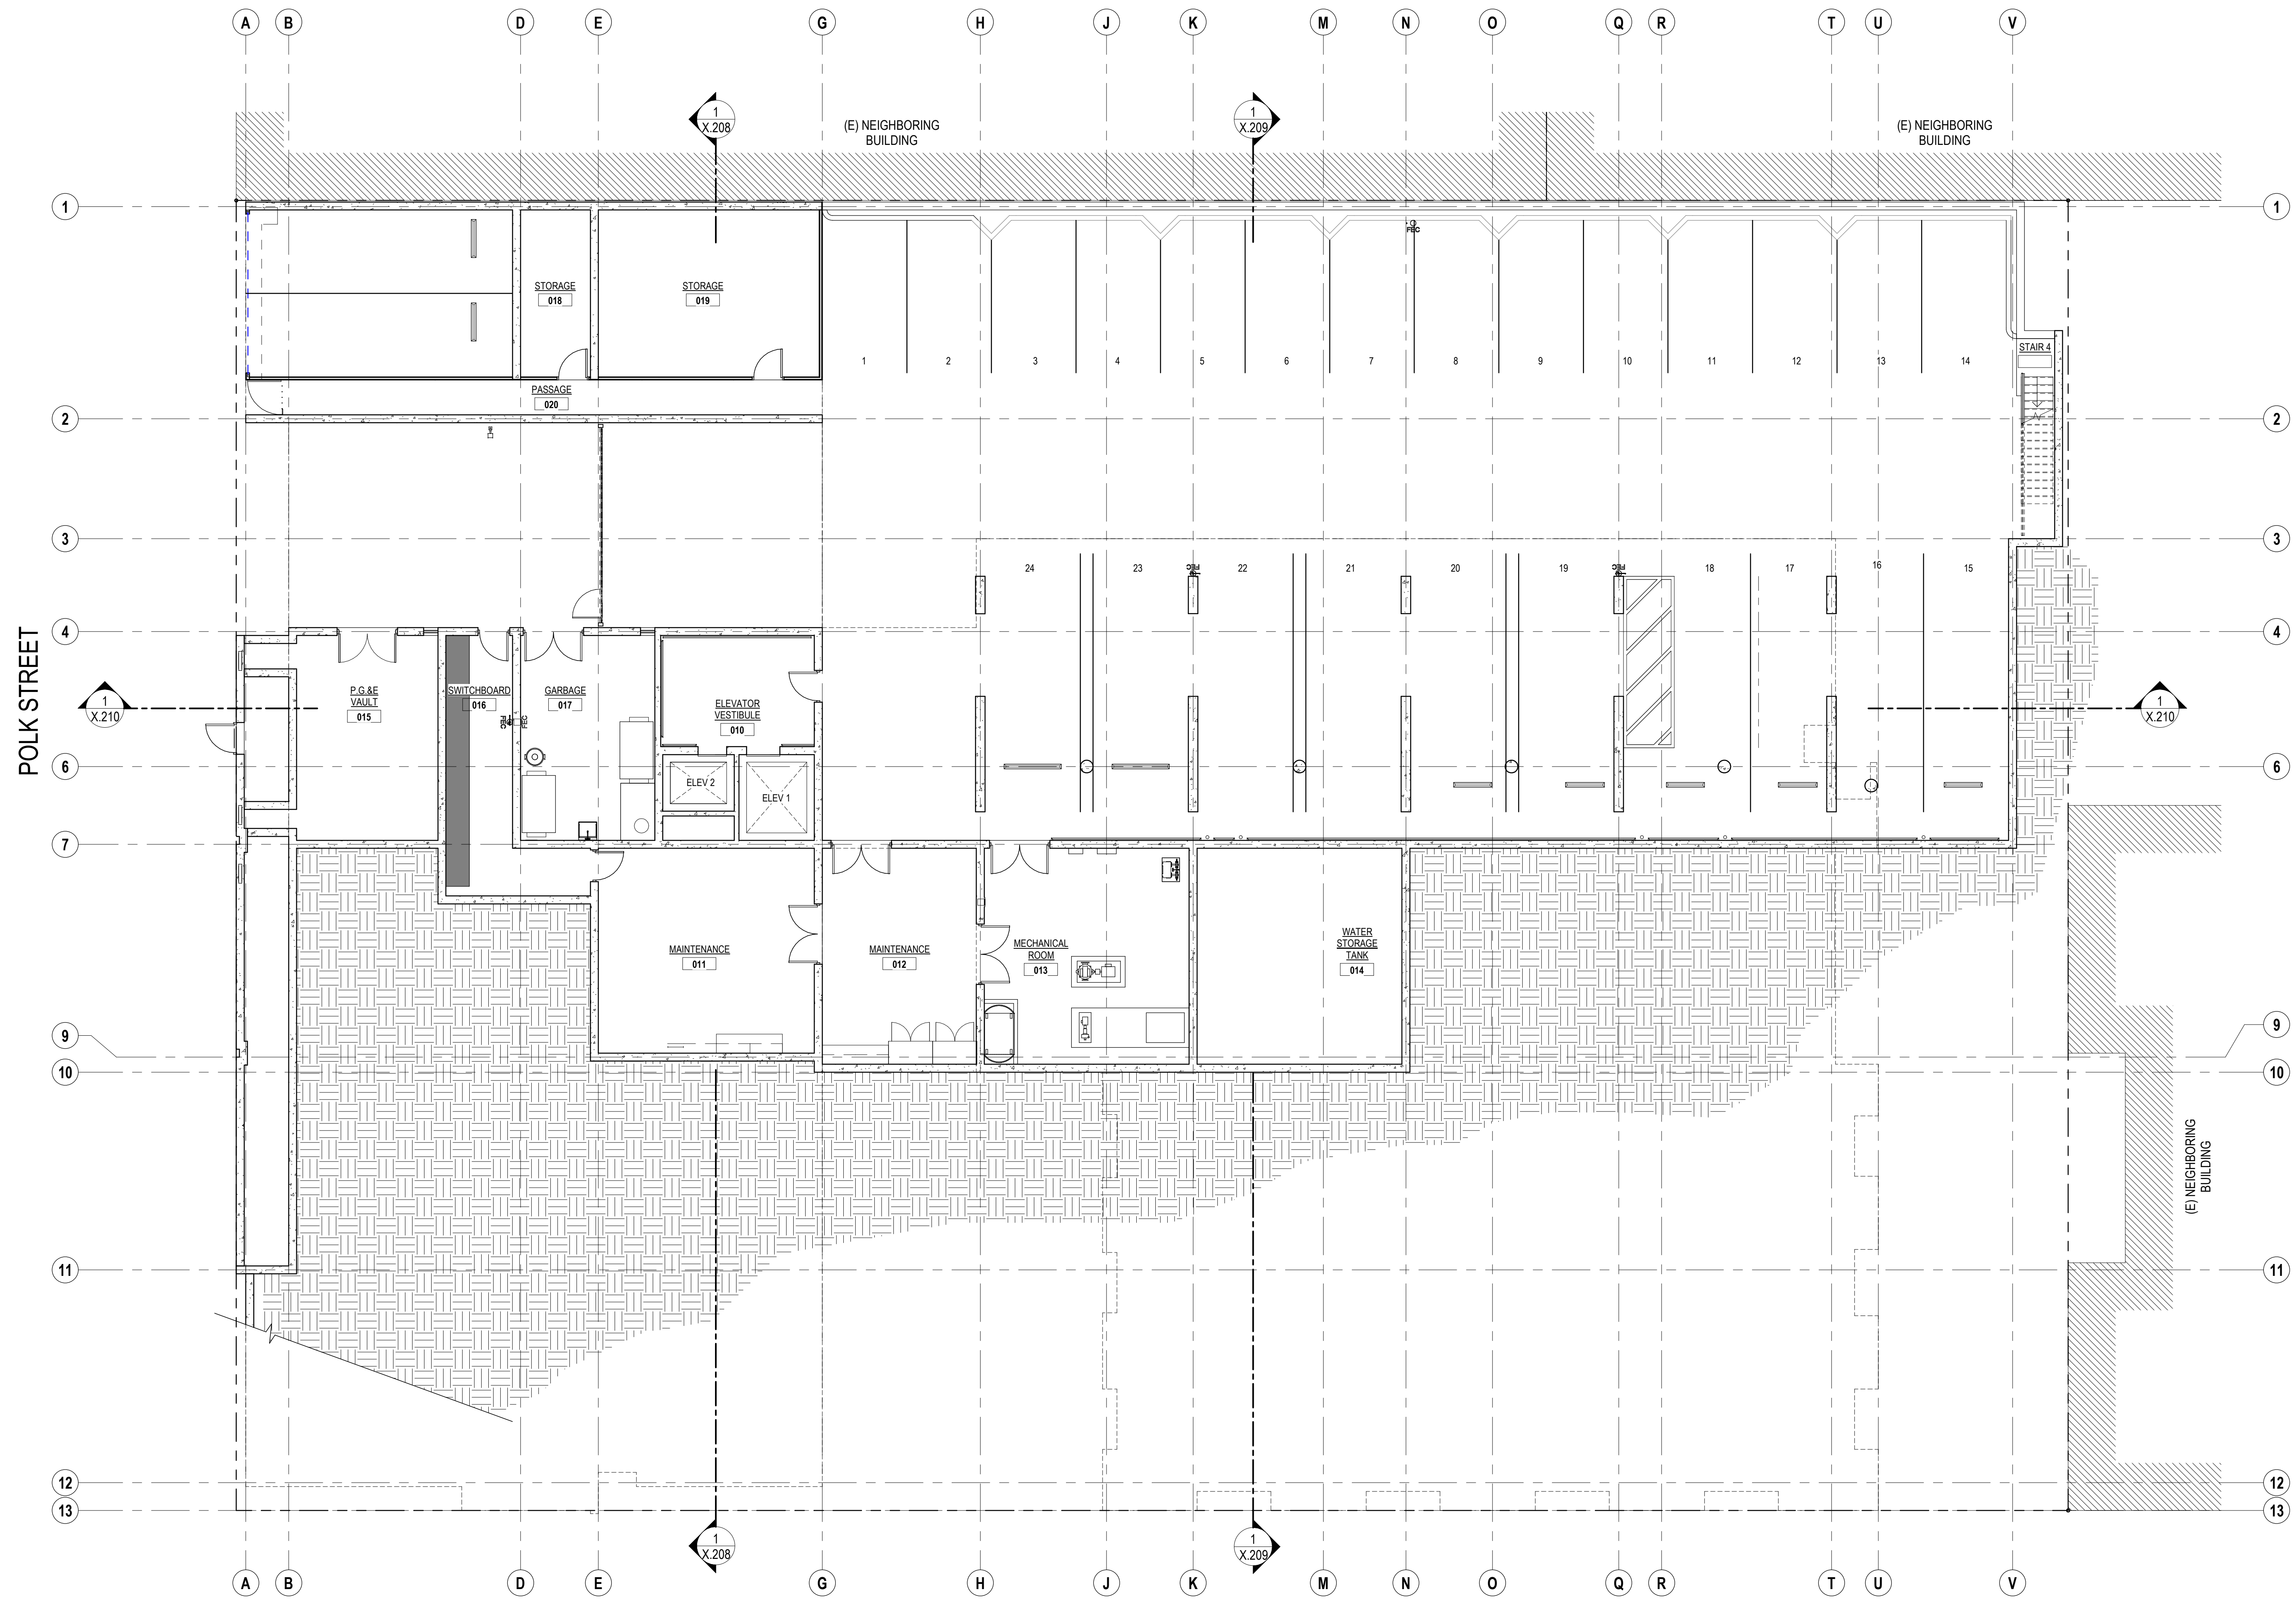 A B D E G H J K M N O Q R T U V
1
X.208
1
X.209
(E) NEIGHBORING
BUILDING
(E) NEIGHBORING
BUILDING
1 1
FEC
STORAGE
018
STORAGE
019
1 2 3 4 5 6 7 8 9 10 11 12 13 14
STAIR 4
PASSAGE
020
2 2
3 3
24 23 22 21 20 19 18 17 16 15
FEC
FEC
4 4
POLK STREET
1
X.210
P.G.&E
VAULT
015
SWITCHBOARD
016
GARBAGE
017
FEC
FEC
ELEVATOR
VESTIBULE
010
1
X.210
6 6
ELEV 2
ELEV 1
7 7
MAINTENANCE
011
MAINTENANCE
012
MECHANICAL
ROOM
013
WATER
STORAGE
TANK
014
9 9
10 10
(E) NEIGHBORING
BUILDING
11 11
12 12
13 13
1
X.208
1
X.209
A B D E G H J K M N O Q R T U V